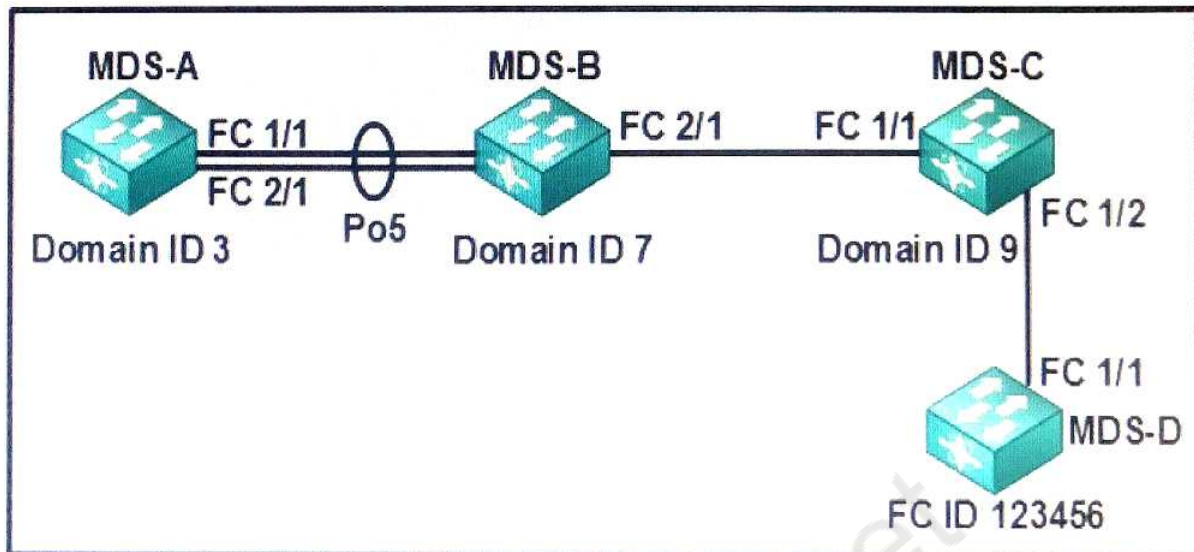 MDS-A
MDS-B
MDS-C
FC 1/1
FC 2/1
FC 1/1
FC 2/1
Po5
FC 1/2
Domain ID 3
Domain ID 7
Domain ID 9
FC 1/1
MDS-D
FC ID 123456